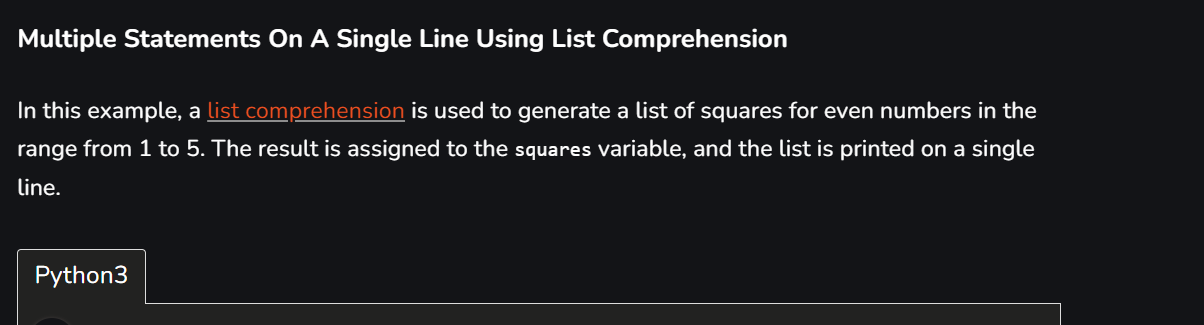 Multiple Statements On A Single Line Using List Comprehension
In this example, a list comprehension is used to generate a list of squares for even numbers in the
range from 1 to 5. The result is assigned to the squares variable, and the list is printed on a single
line.
Python3